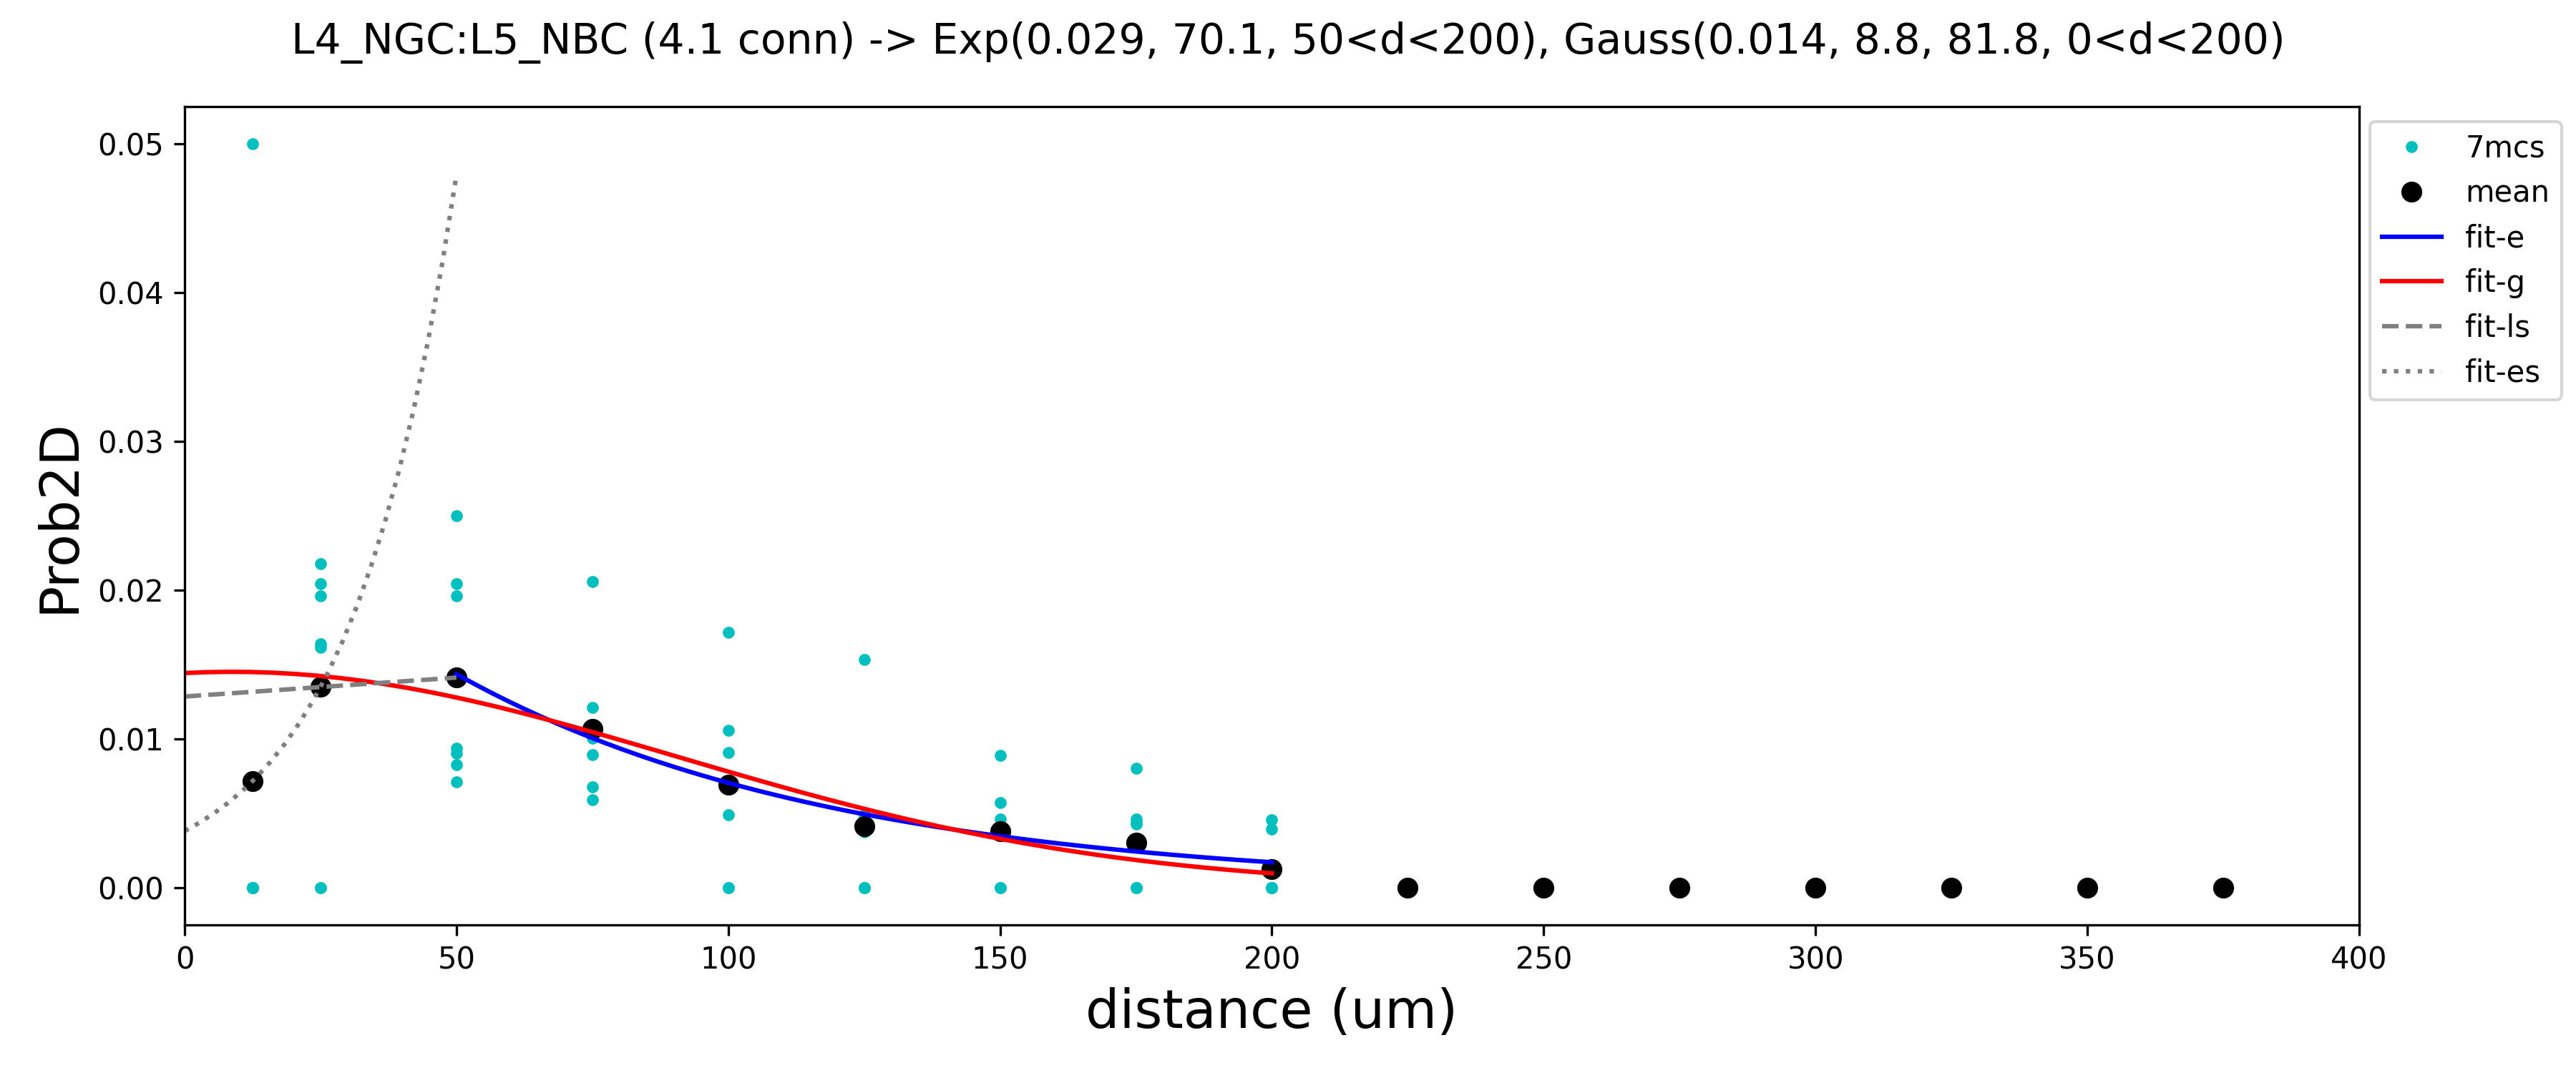 L4_NGC:L5_NBC (4.1 conn) -> Exp(0.029, 70.1, 50<d<200), Gauss(0.014, 8.8, 81.8, 0<d<200)
0.05
0.04
0.03
0.02
0.01
0.00
Prob2D
0 50 100 150 200 250 300 350 400
distance (um)
7mcs
mean
fit-e
fit-g
fit-ls
fit-es